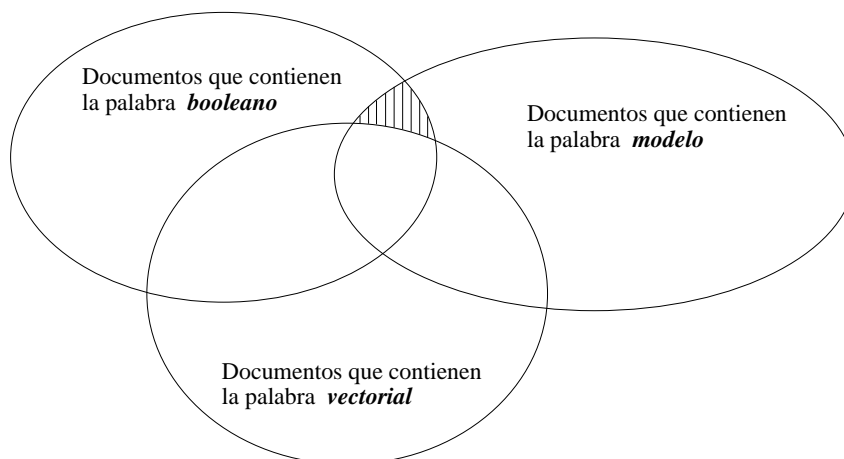 Documentos que contienen
la palabra booleano
Documentos que contienen
la palabra modelo
Documentos que contienen
la palabra vectorial